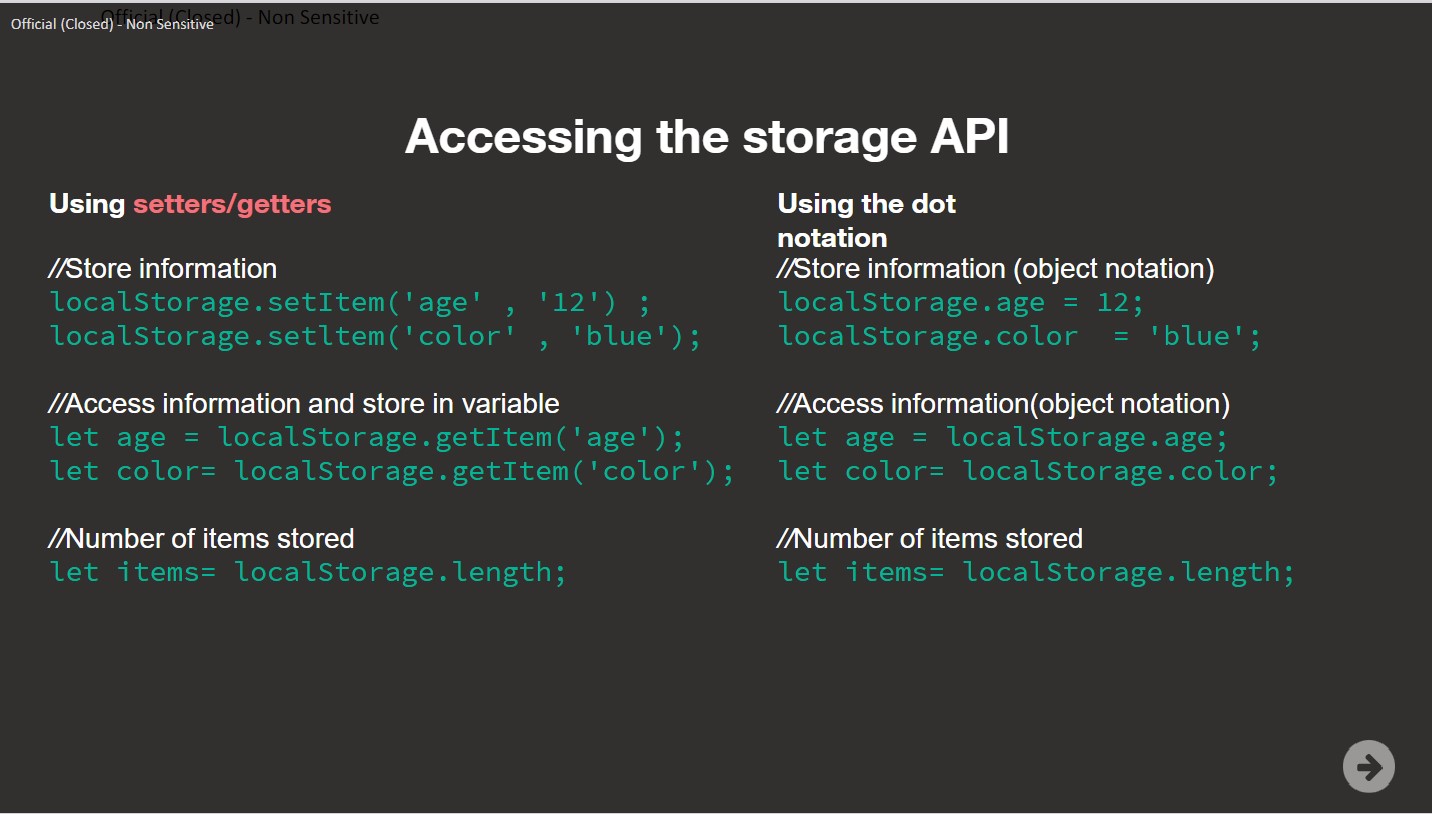 Official (Closed) - Non Sensitive
Official (Closed) - Non Sensitive
Accessing the storage API
Using setters/getters
//Store information
localStorage.setItem('age' , '12') ;
localStorage.setltem('color' , 'blue');
//Access information and store in variable
let age = localStorage.getItem('age');
let color= localStorage.getItem('color');
//Number of items stored
let items= localStorage.length;
Using the dot
notation
//Store information (object notation)
localStorage.age = 12;
localStorage.color  = 'blue';
//Access information(object notation)
let age = localStorage.age;
let color= localStorage.color;
//Number of items stored
let items= localStorage.length;